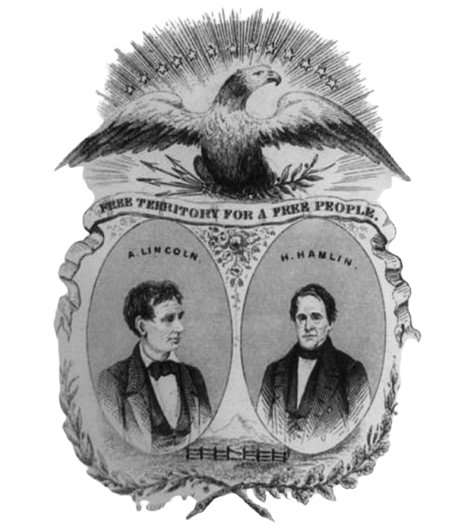 FREE TERRITORY FOR A FREE PEOPLE.
A. LINCOLN.
H. HAMLIN.